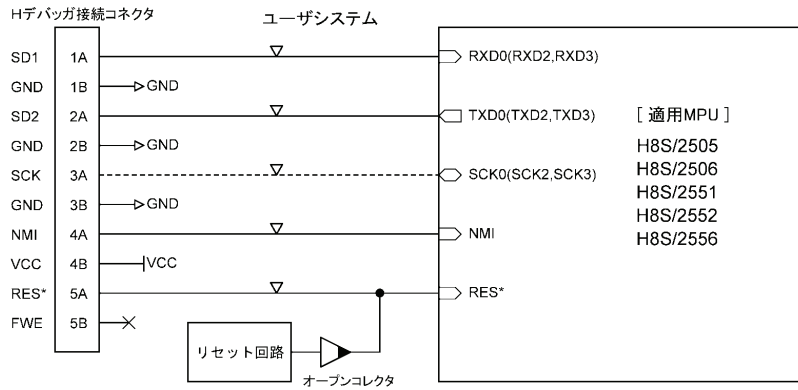 Hデバッガ接続コネクタ
ユーザシステム
SD1 1A RXD0(RXD2,RXD3)
GND 1B GND
SD2 2A TXD0(TXD2,TXD3) [ 適用MPU ]
GND 2B GND H8S/2505
SCK 3A SCK0(SCK2,SCK3) H8S/2506
GND 3B GND H8S/2551
NMI 4A NMI H8S/2552
VCC 4B VCC H8S/2556
RES* 5A RES*
FWE 5B
リセット回路
オープンコレクタ